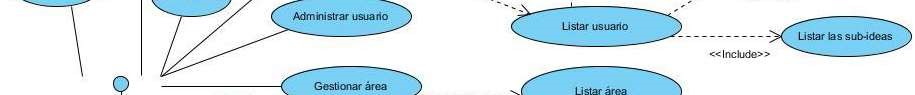 Administrar usuario
Listar usuario
Listar las sub-ideas
<<Include>>
Gestionar área
Listar área